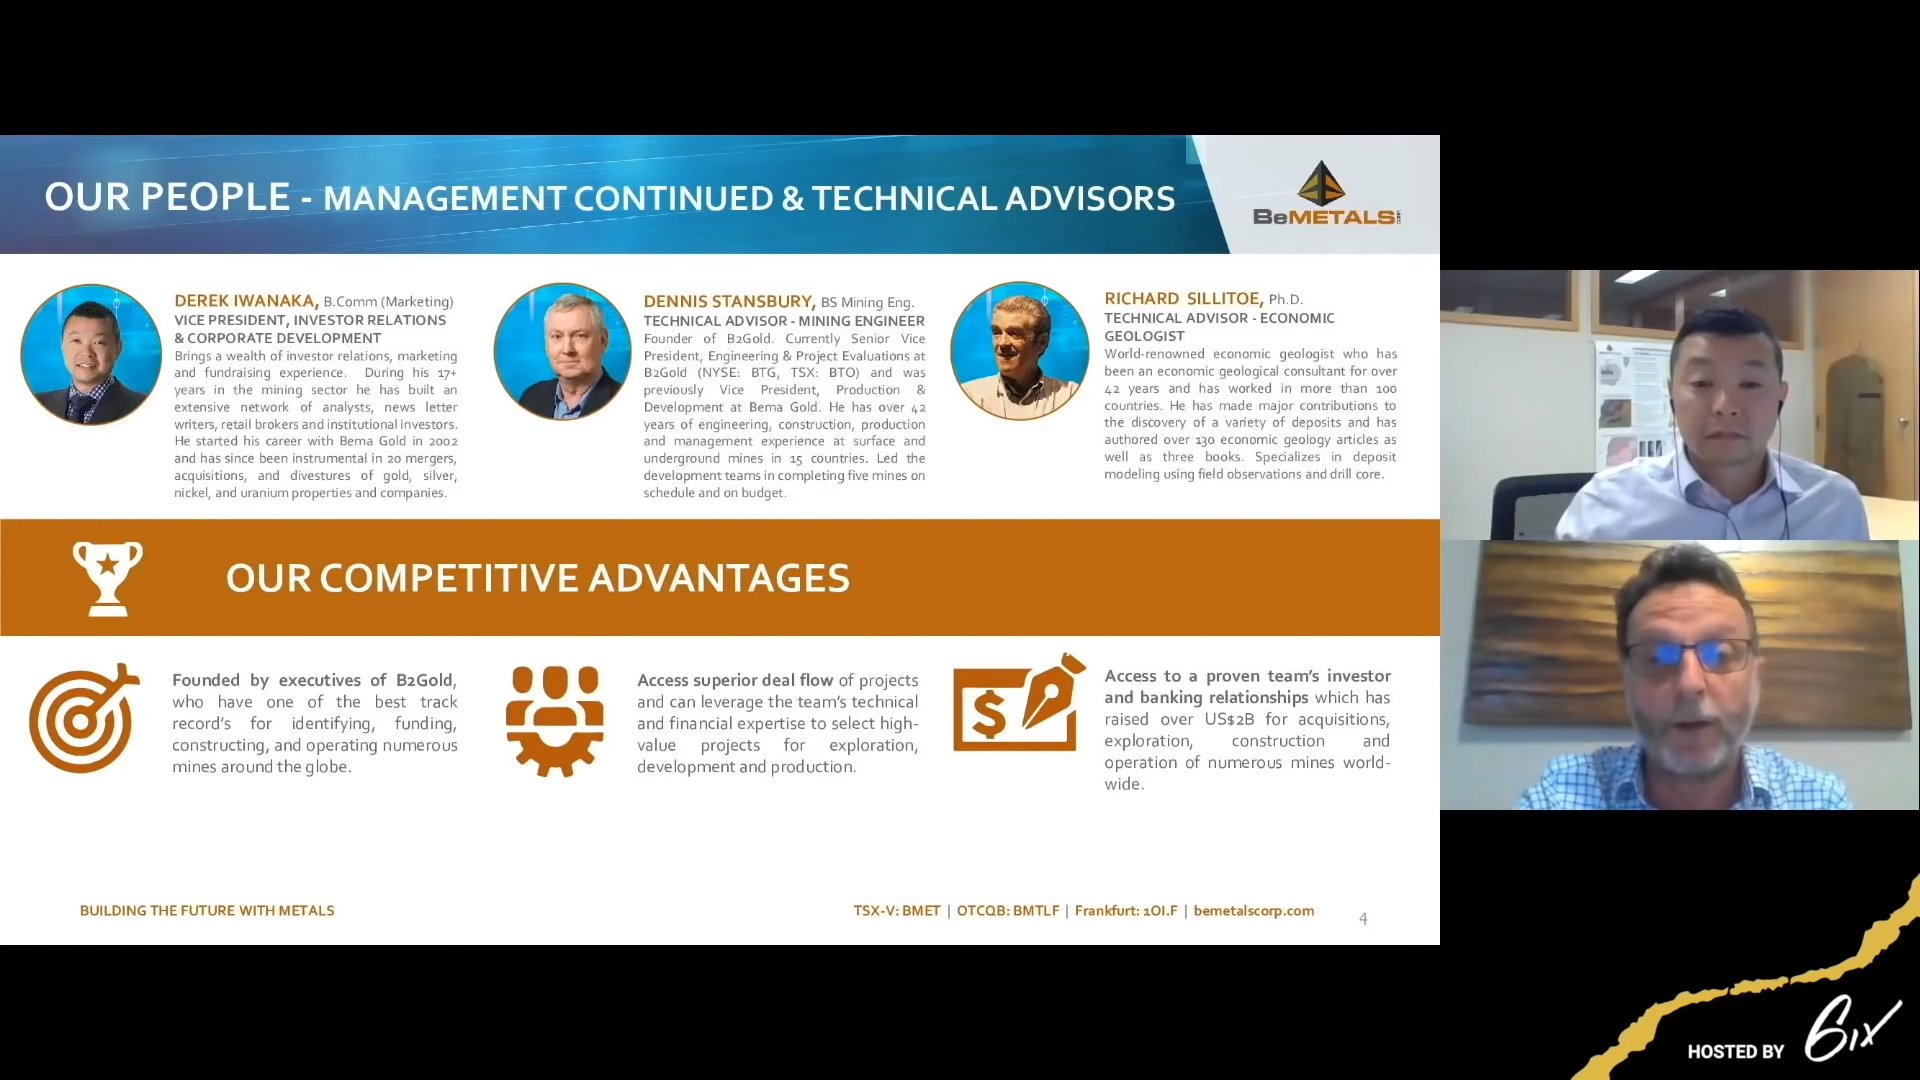 OUR PEOPLE - MANAGEMENT CONTINUED & TECHNICAL ADVISORS
BeMETALS
DEREK IWANAKA, B.Comm (Marketing)
VICE PRESIDENT, INVESTOR RELATIONS
& CORPORATE DEVELOPMENT
Brings a wealth of investor relations, marketing
and fundraising experience. During his 17+
years in the mining sector he has built an
extensive network of analysts, news letter
writers, retail brokers and institutional investors.
He started his career with Bema Gold in 2002
and has since been instrumental in 20 mergers,
acquisitions, and divestures of gold, silver,
nickel, and uranium properties and companies.
DENNIS STANSBURY, BS Mining Eng.
TECHNICAL ADVISOR - MINING ENGINEER
Founder of B2Gold. Currently Senior Vice
President, Engineering & Project Evaluations at
B2Gold (NYSE: BTG, TSX: BTO) and was
previously Vice President, Production &
Development at Bema Gold. He has over 42
years of engineering, construction, production
and management experience at surface and
underground mines in 15 countries. Led the
development teams in completing five mines on
schedule and on budget.
RICHARD SILLITOE, Ph.D.
TECHNICAL ADVISOR - ECONOMIC
GEOLOGIST
World-renowned economic geologist who has
been an economic geological consultant for over
42 years and has worked in more than 100
countries. He has made major contributions to
the discovery of a variety of deposits and has
authored over 130 economic geology articles as
well as three books. Specializes in deposit
modeling using field observations and drill core.
OUR COMPETITIVE ADVANTAGES
Founded by executives of B2Gold,
who have one of the best track
record's for identifying, funding,
constructing, and operating numerous
mines around the globe.
Access superior deal flow of projects
and can leverage the team's technical
and financial expertise to select high-
value projects for exploration,
development and production.
Access to a proven team's investor
and banking relationships which has
raised over US$2B for acquisitions,
exploration, construction and
operation of numerous mines world-
wide.
BUILDING THE FUTURE WITH METALS
TSX-V: BMET | OTCQB: BMTLF | Frankfurt: 1OI.F | bemetalscorp.com
4
HOSTED BY 6ix